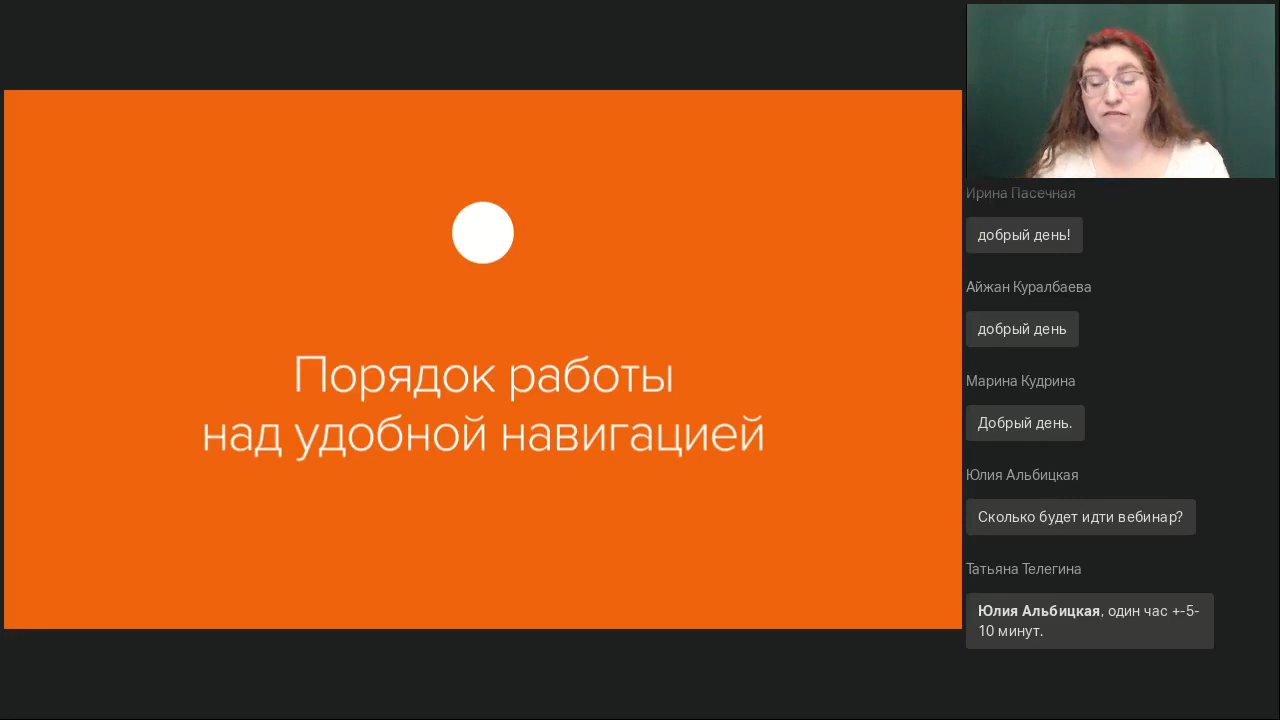 Порядок работы
над удобной навигацией
Ирина Пасечная
добрый день!
Айжан Куралбаева
добрый день
Марина Кудрина
Добрый день.
Юлия Альбицкая
Сколько будет идти вебинар?
Татьяна Телегина
Юлия Альбицкая, один час +-5-
10 минут.